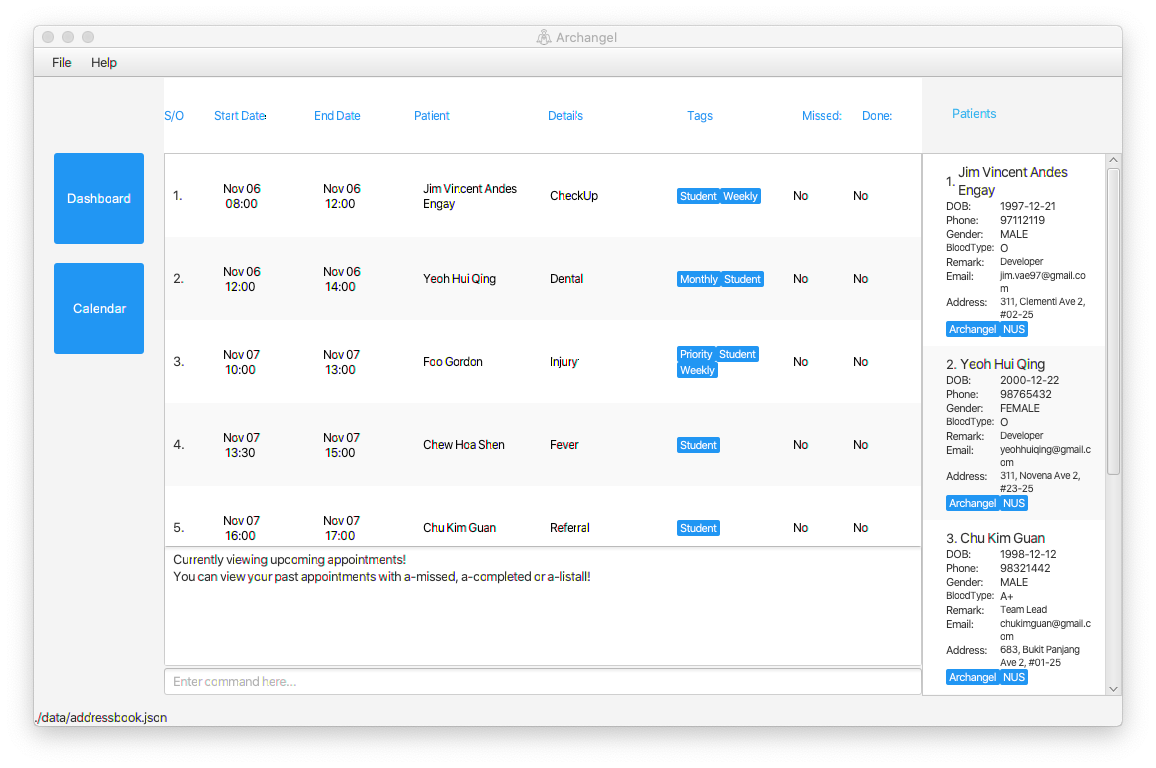 Archangel
File Help
S/O Start Date End Date Patient Details Tags Missed: Done:
Patients
Dashboard
Calendar
1. Nov 06 08:00 Nov 06 12:00 Jim Vincent Andes Engay CheckUp Student Weekly No No
2. Nov 06 12:00 Nov 06 14:00 Yeoh Hui Qing Dental Monthly Student No No
3. Nov 07 10:00 Nov 07 13:00 Foo Gordon Injury Priority Student Weekly No No
4. Nov 07 13:30 Nov 07 15:00 Chew Hoa Shen Fever Student No No
5. Nov 07 16:00 Nov 07 17:00 Chu Kim Guan Referral Student No No
Currently viewing upcoming appointments!
You can view your past appointments with a-missed, a-completed or a-listall!
Enter command here...
1. Jim Vincent Andes
Engay
DOB: 1997-12-21
Phone: 97112119
Gender: MALE
BloodType: O
Remark: Developer
Email: jim.vae97@gmail.co
m
Address: 311, Clementi Ave 2,
#02-25
Archangel NUS
2. Yeoh Hui Qing
DOB: 2000-12-22
Phone: 98765432
Gender: FEMALE
BloodType: O
Remark: Developer
Email: yeohhuiqing@gmail.c
om
Address: 311, Novena Ave 2,
#23-25
Archangel NUS
3. Chu Kim Guan
DOB: 1998-12-12
Phone: 98321442
Gender: MALE
BloodType: A+
Remark: Team Lead
Email: chukimguan@gmail.c
om
Address: 683, Bukit Panjang
Ave 2, #01-25
Archangel NUS
./data/addressbook.json